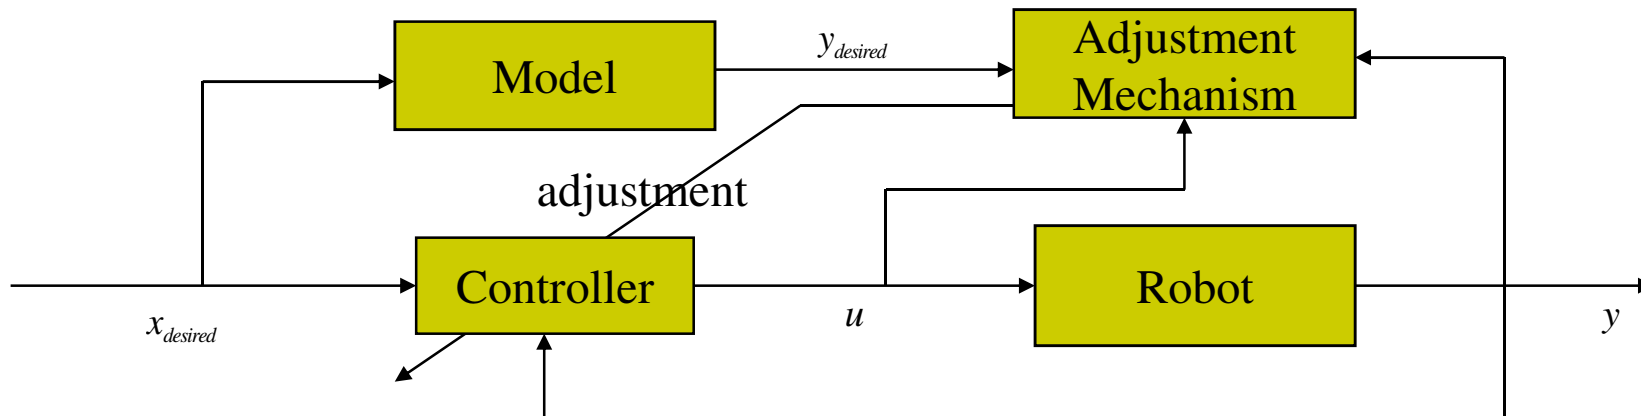 Model
y_desired
Adjustment
Mechanism
adjustment
Controller
Robot
x_desired
u
y